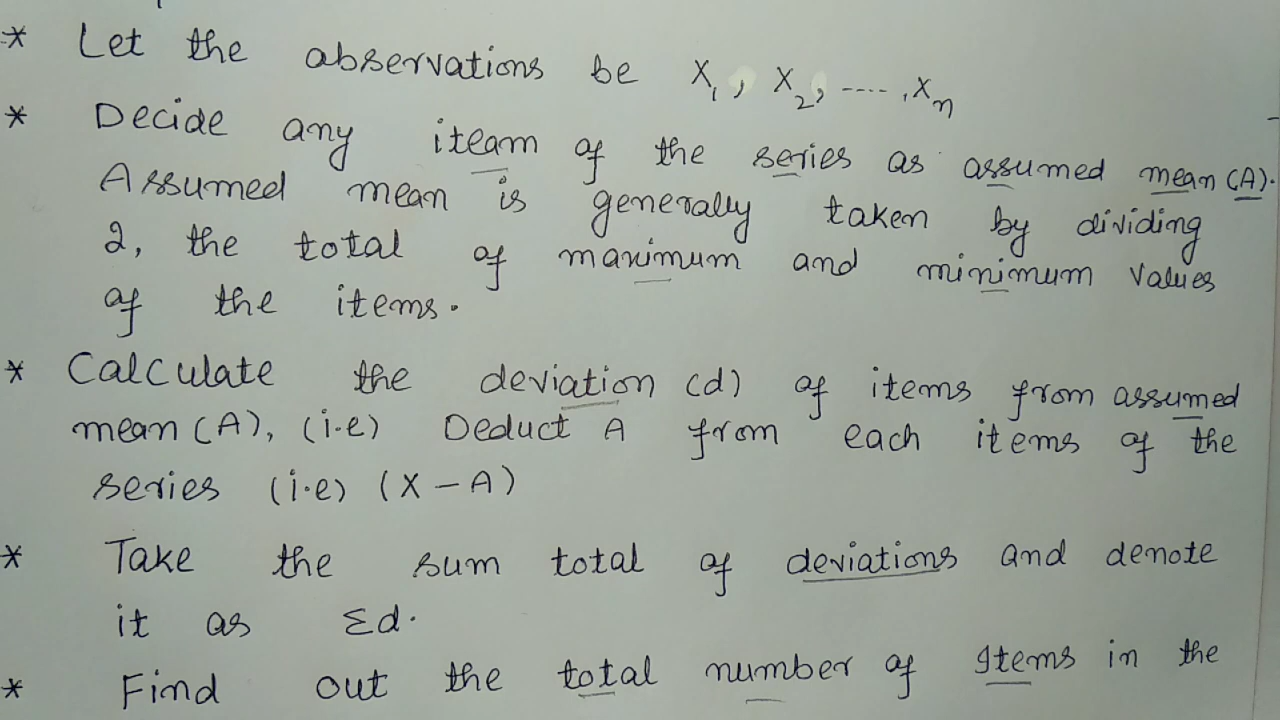 * Let the observations be X₁, X₂, ----, Xₙ
* Decide any iteam of the series as assumed mean (A).
Assumed mean is generally taken by dividing
2, the total of maximum and minimum values
of the items.
* Calculate the deviation (d) of items from assumed
mean (A), (i.e) Deduct A from each items of the
series (i.e) (X - A)
* Take the sum total of deviations and denote
it as Σd.
* Find out the total number of Items in the